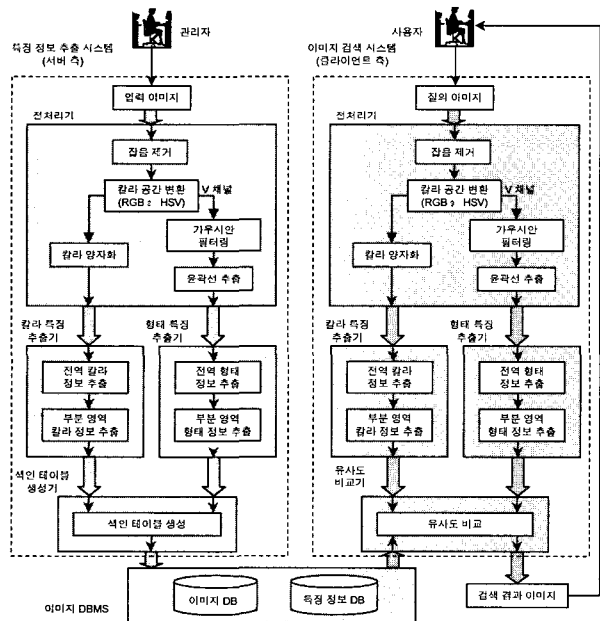 관리자
특징 정보 추출 시스템
(서버 측)
입력 이미지
전처리기
잡음 제거
칼라 공간 변환
(RGB : HSV)
V 채널
가우시안
필터링
칼라 양자화
윤곽선 추출
칼라 특징
추출기
형태 특징
추출기
전역 칼라
정보 추출
전역 형태
정보 추출
부분 영역
칼라 정보 추출
부분 영역
형태 정보 추출
색인 테이블
생성기
색인 테이블 생성
사용자
이미지 검색 시스템
(클라이언트 측)
질의 이미지
전처리기
잡음 제거
칼라 공간 변환
(RGB HSV)
V 채널
가우시안
필터링
칼라 양자화
윤곽선 추출
칼라 특징
추출기
형태 특징
추출기
전역 칼라
정보 추출
전역 형태
정보 추출
부분 영역
칼라 정보 추출
부분 영역
형태 정보 추출
유사도
비교기
유사도 비교
이미지 DBMS
이미지 DB
특징 정보 DB
검색 결과 이미지